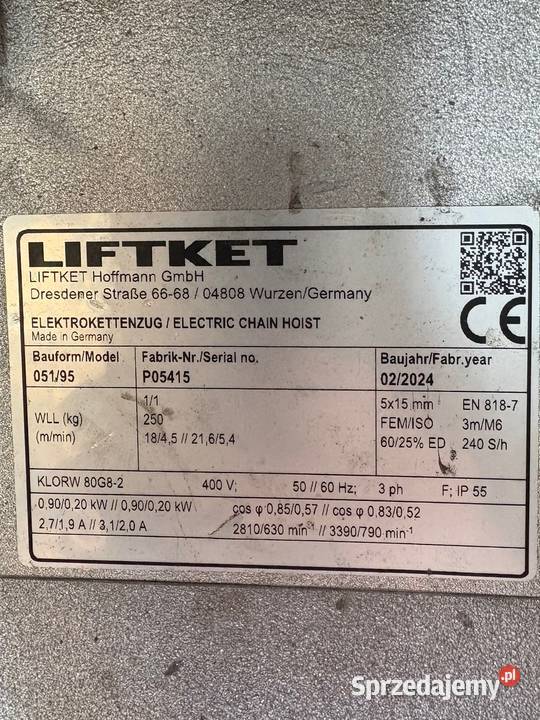 LIFTKET
LIFTKET Hoffmann GmbH
Dresdener Straße 66-68 / 04808 Wurzen/Germany
ELEKTROKETTENZUG / ELECTRIC CHAIN HOIST
Made in Germany
CE
Bauform/Model Fabrik-Nr./Serial no. Baujahr/Fabr.year
051/95 P05415 02/2024
1/1 5x15 mm EN 818-7
WLL (kg) 250 FEM/ISO 3m/M6
(m/min) 18/4,5 // 21,6/5,4 60/25% ED 240 S/h
KLORW 80G8-2 400 V; 50 // 60 Hz; 3 ph F; IP 55
0,90/0,20 kW // 0,90/0,20 kW cos φ 0,85/0,57 // cos φ 0,83/0,52
2,7/1,9 A // 3,1/2,0 A 2810/630 min⁻¹ // 3390/790 min⁻¹
Sprzedajemy.pl